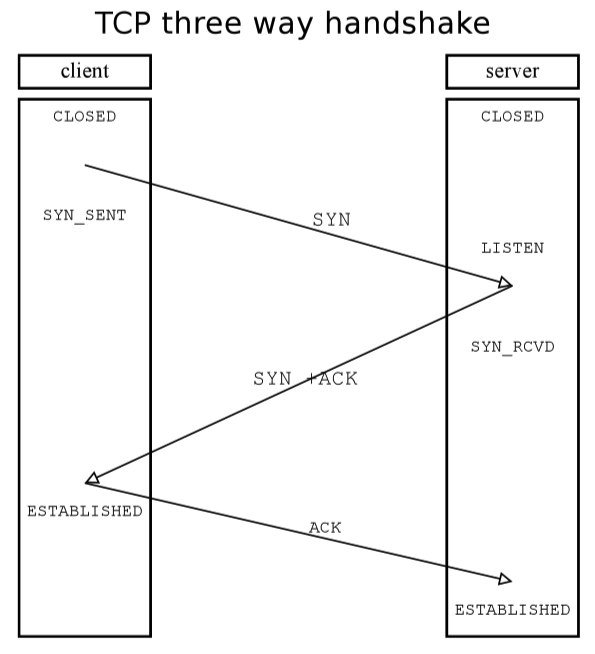 TCP three way handshake
client
server
CLOSED
CLOSED
SYN_SENT
SYN
LISTEN
SYN_RCVD
SYN +ACK
ESTABLISHED
ACK
ESTABLISHED